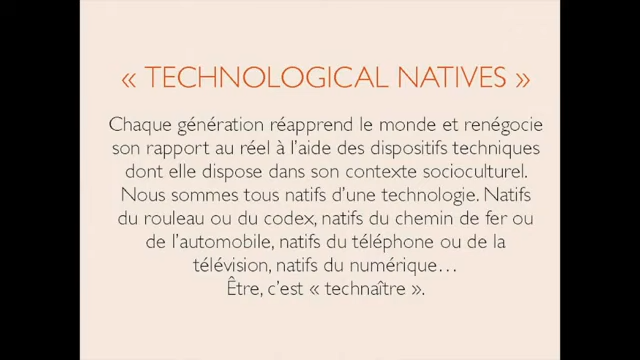 « TECHNOLOGICAL NATIVES »
Chaque génération réapprend le monde et renégocie
son rapport au réel à l’aide des dispositifs techniques
dont elle dispose dans son contexte socioculturel.
Nous sommes tous natifs d’une technologie. Natifs
du rouleau ou du codex, natifs du chemin de fer ou
de l’automobile, natifs du téléphone ou de la
télévision, natifs du numérique…
Être, c’est « technaître ».